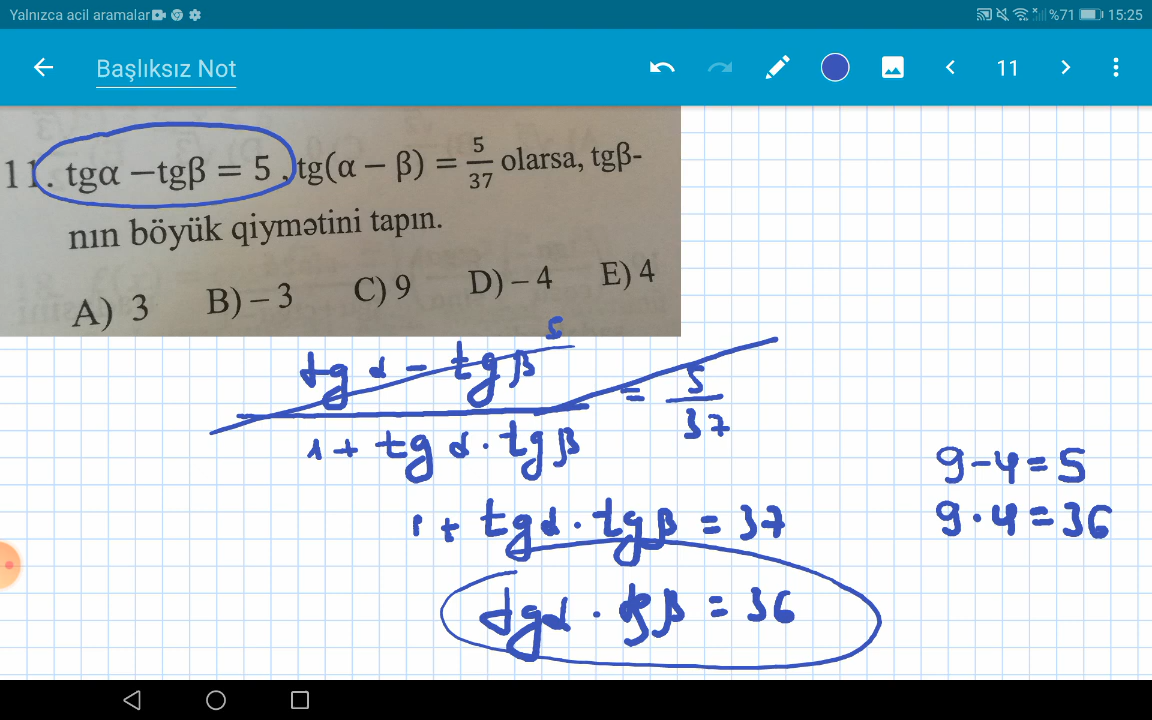 Yalnızca acil aramalar %71 15:25
Başlıksız Not 11
11. tgα – tgβ = 5, tg(α – β) = 5/37 olarsa, tgβ-
nın böyük qiymətini tapın.
A) 3 B) – 3 C) 9 D) – 4 E) 4
5
tgα - tgβ = 5
1 + tgα · tgβ 37
9-4=5
1 + tgα · tgβ = 37
9·4=36
tgα · tgβ = 36